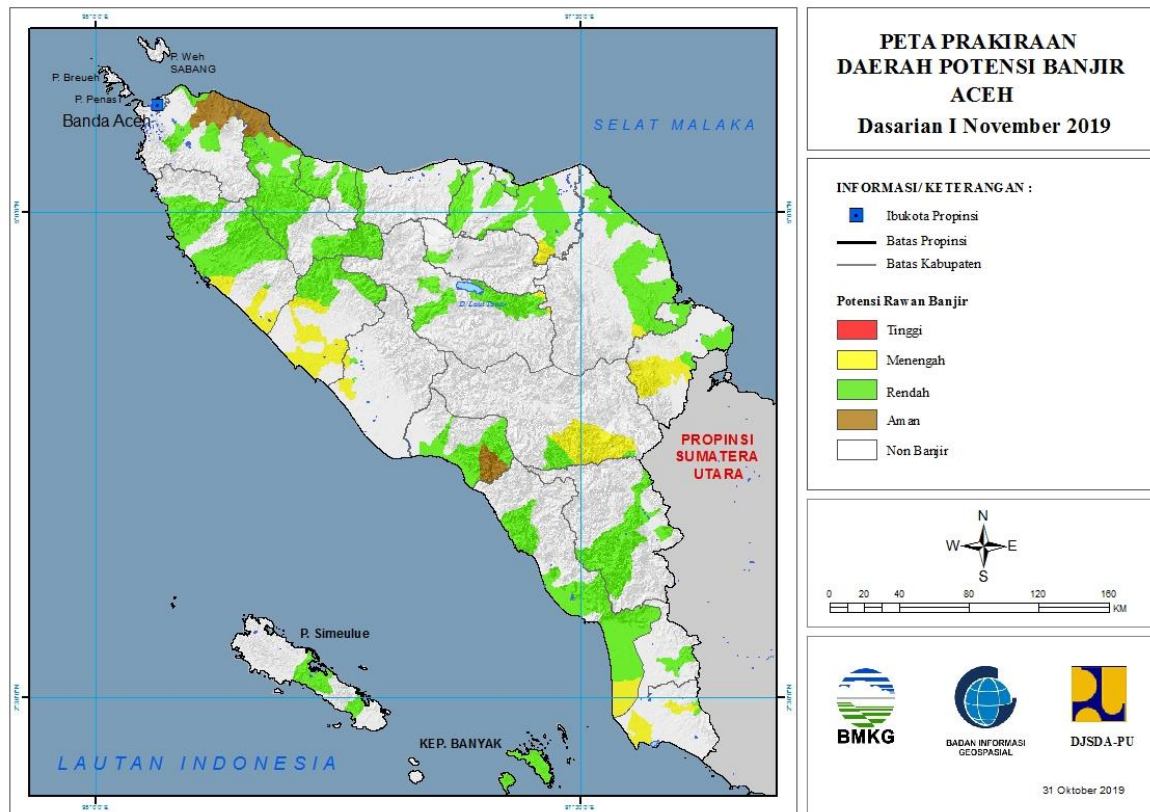 P. Weh
SABANG
P. Breueh
P. Penasi
Banda Aceh
SELAT MALAKA
PROPINSI
SUMATERA
UTARA
P. Simeulue
KEP. BANYAK
LAUTAN INDONESIA
PETA PRAKIRAAN
DAERAH POTENSI BANJIR
ACEH
Dasarian I November 2019
INFORMASI/ KETERANGAN :
Ibukota Propinsi
Batas Propinsi
Batas Kabupaten
Potensi Rawan Banjir
Tinggi
Menengah
Rendah
Aman
Non Banjir
N
W E
S
0 20 40 80 120 160
KM
BMKG
BADAN INFORMASI
GEOSPASIAL
DJSDA-PU
31 Oktober 2019